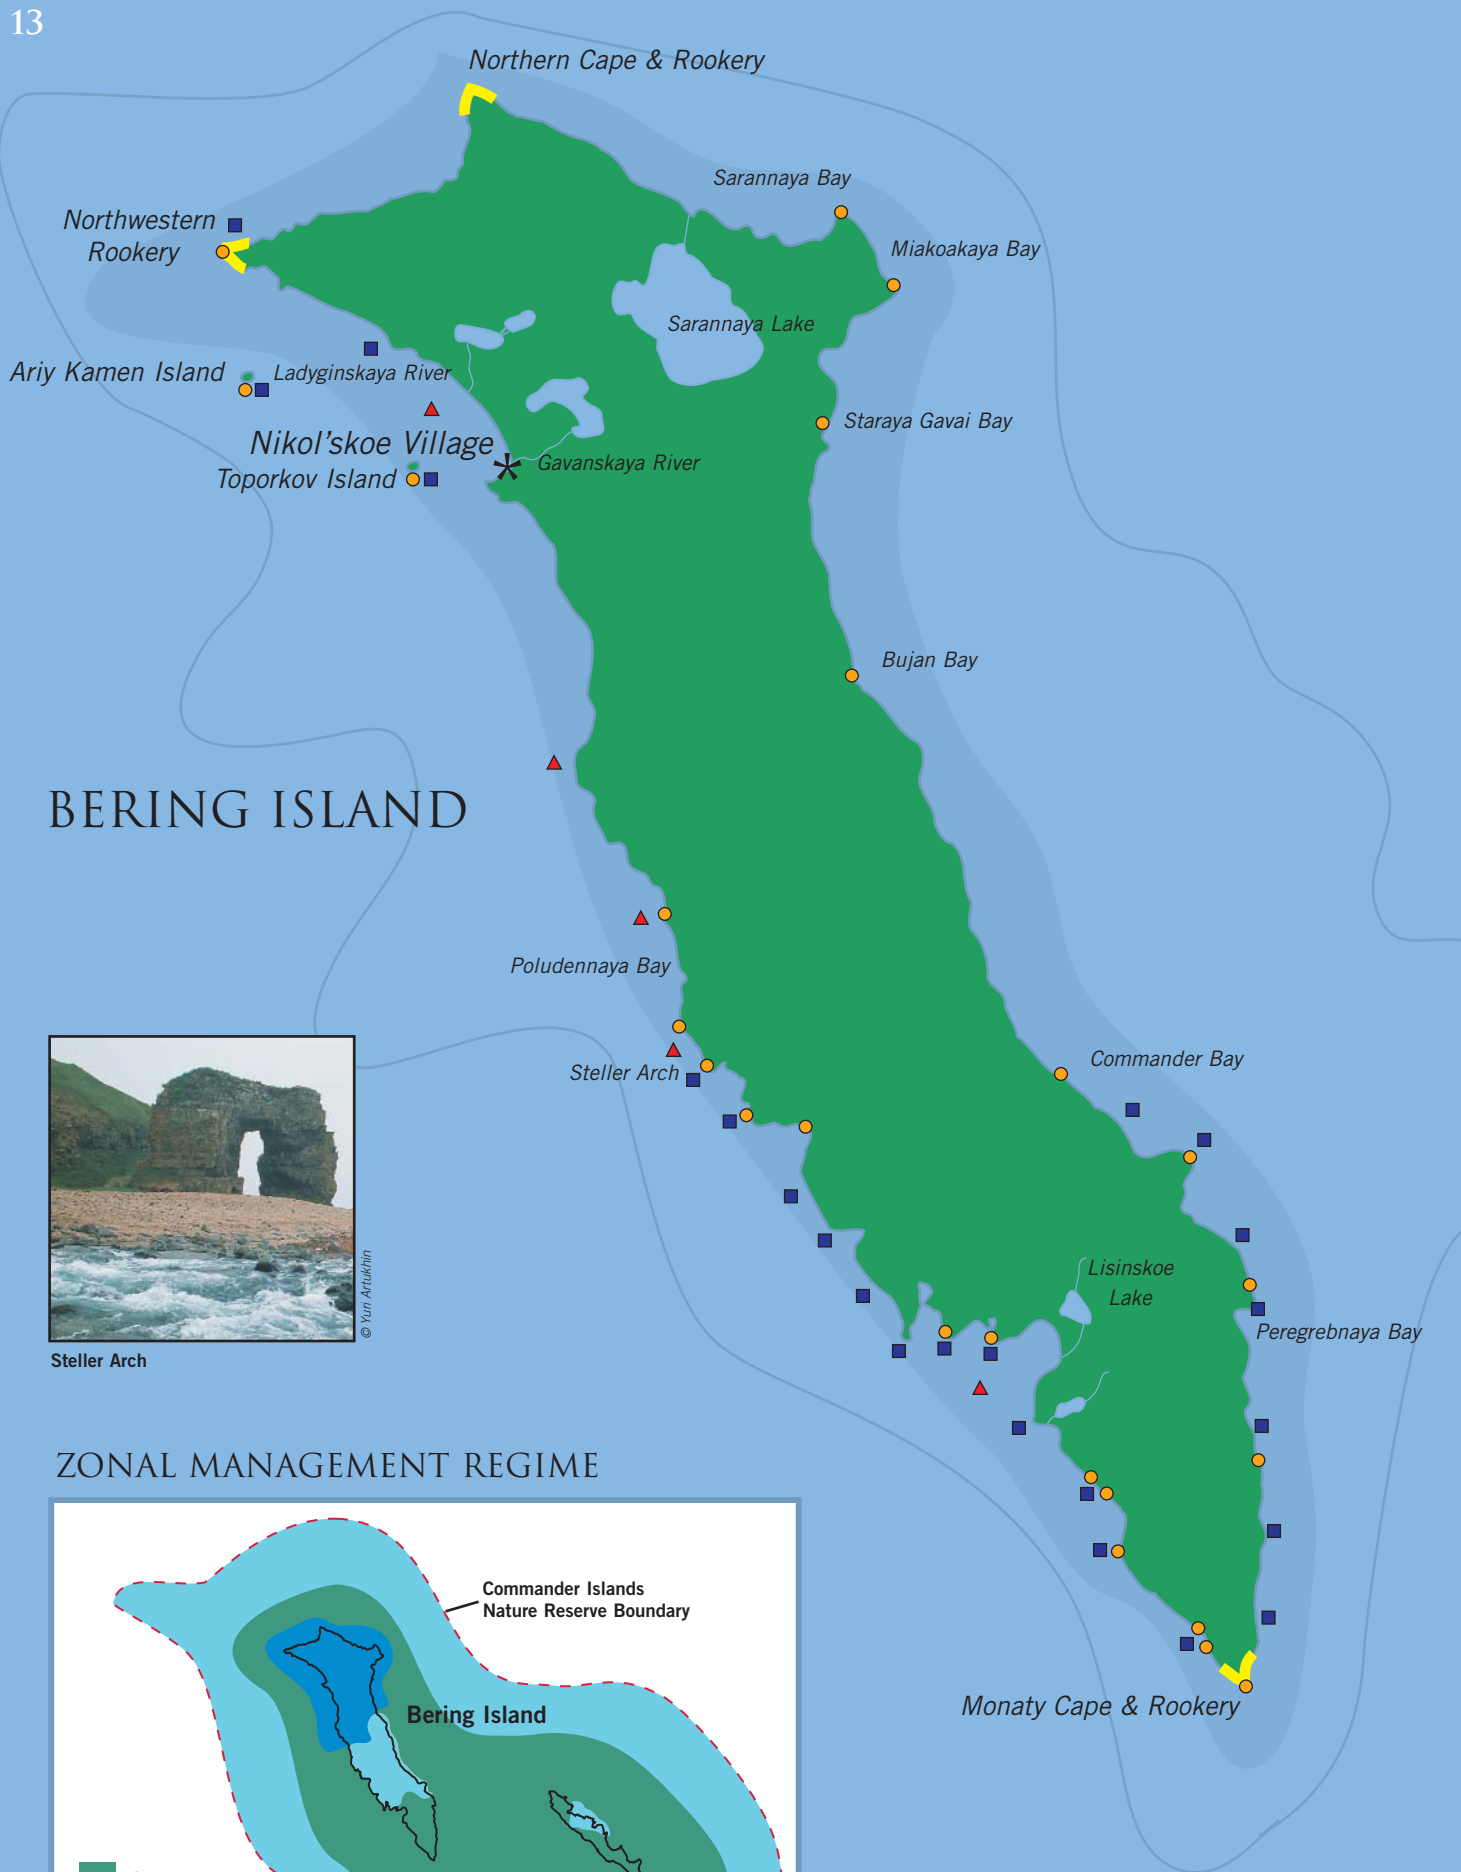 13
Northern Cape & Rookery
Sarannaya Bay
Northwestern
Rookery
Miakoakaya Bay
Sarannaya Lake
Ariy Kamen Island
Ladyginskaya River
Staraya Gavai Bay
Nikol'skoe Village
Gavanskaya River
Toporkov Island
Bujan Bay
BERING ISLAND
Poludennaya Bay
Commander Bay
Steller Arch
Lisinskoe
Lake
Peregrebnaya Bay
© Yuri Artukhin
Steller Arch
ZONAL MANAGEMENT REGIME
Commander Islands
Nature Reserve Boundary
Bering Island
Monaty Cape & Rookery